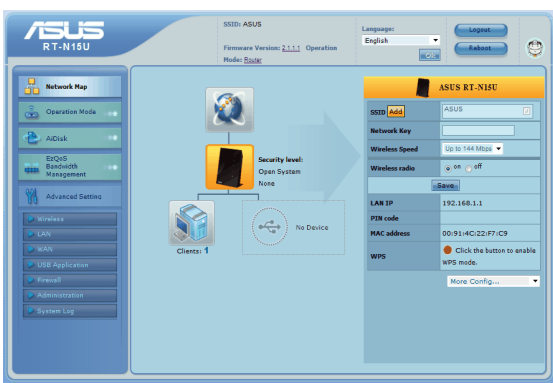 ASUS
RT-N15U
SSID: ASUS
Firmware Version: 2.1.1.1 Operation
Mode: Router
Language:
English
Logout
Reboot
Network Map
Operation Mode
AiDisk
EzQoS
Bandwidth
Management
Advanced Setting
Wireless
LAN
WAN
USB Application
Firewall
Administration
System Log
Security level:
Open System
None
Clients: 1
No Device
ASUS RT-N15U
SSID Add ASUS
Network Key
Wireless Speed Up to 144 Mbps
Wireless radio on off
Save
LAN IP 192.168.1.1
PIN code
MAC address 00:91:4C:22:F7:C9
WPS Click the button to enable
WPS mode.
More Config...